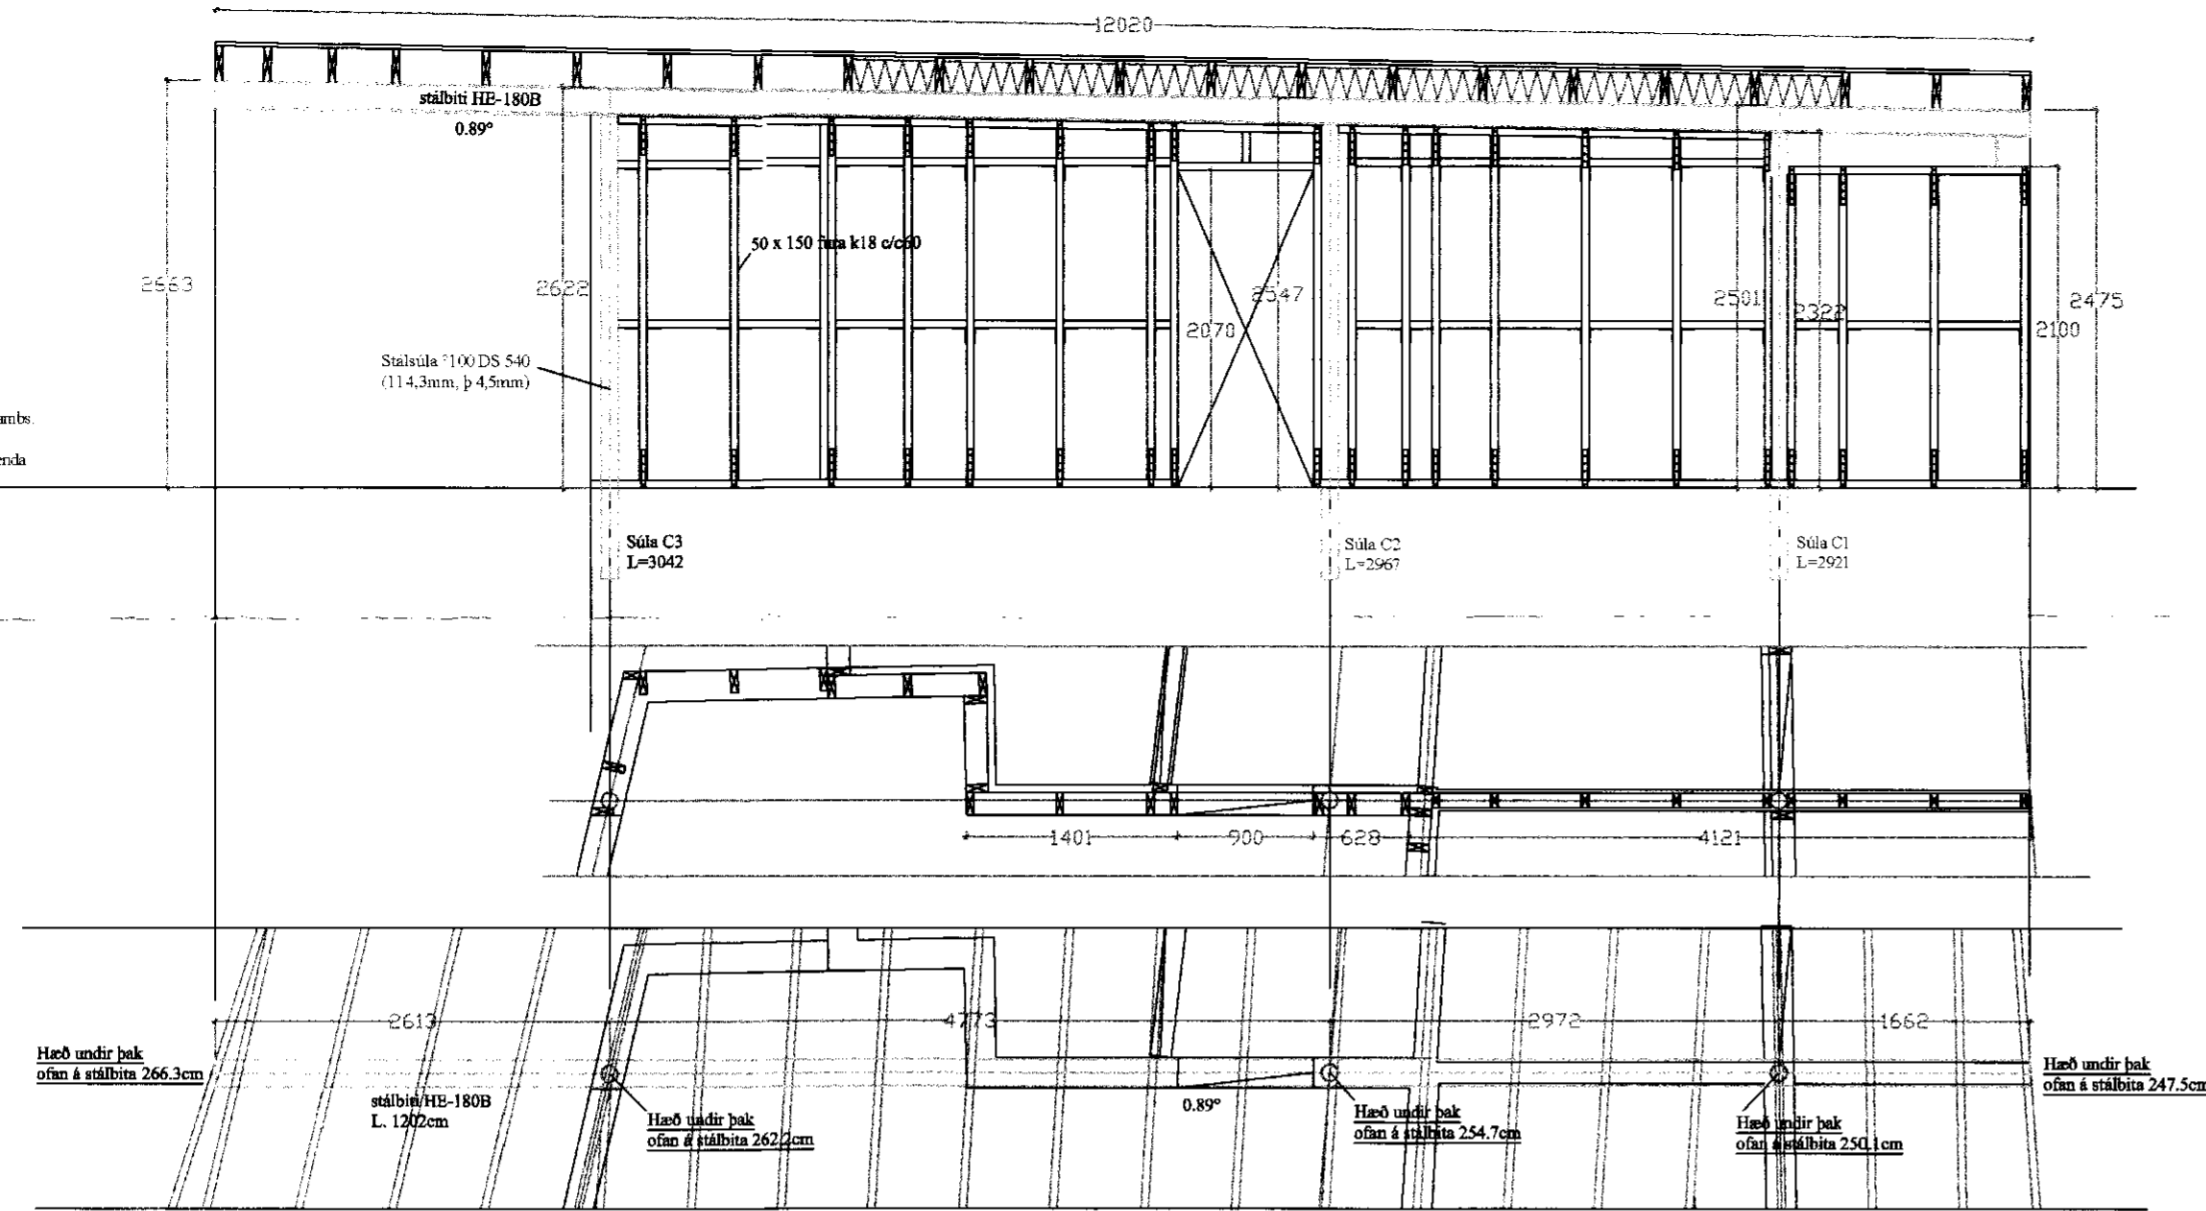 12020
stálbiti HE-180B
0.89°
50 x 150 fura k18 c/c60
2663
2622
2547
2070
2501
2322
2475
2100
Stálsúla ³100 DS 540
(114,3mm, þ 4,5mm)
ambs.
enda
Súla C3
L=3042
Súla C2
L=2967
Súla C1
L=2921
1401
900
628
4121
2613
4773
2972
1662
Hæð undir þak
ofan á stálbita 266.3cm
stálbiti HE-180B
L. 1202cm
Hæð undir þak
ofan á stálbita 262.2cm
0.89°
Hæð undir þak
ofan á stálbita 254.7cm
Hæð undir þak
ofan á stálbita 250.1cm
Hæð undir þak
ofan á stálbita 247.5cm